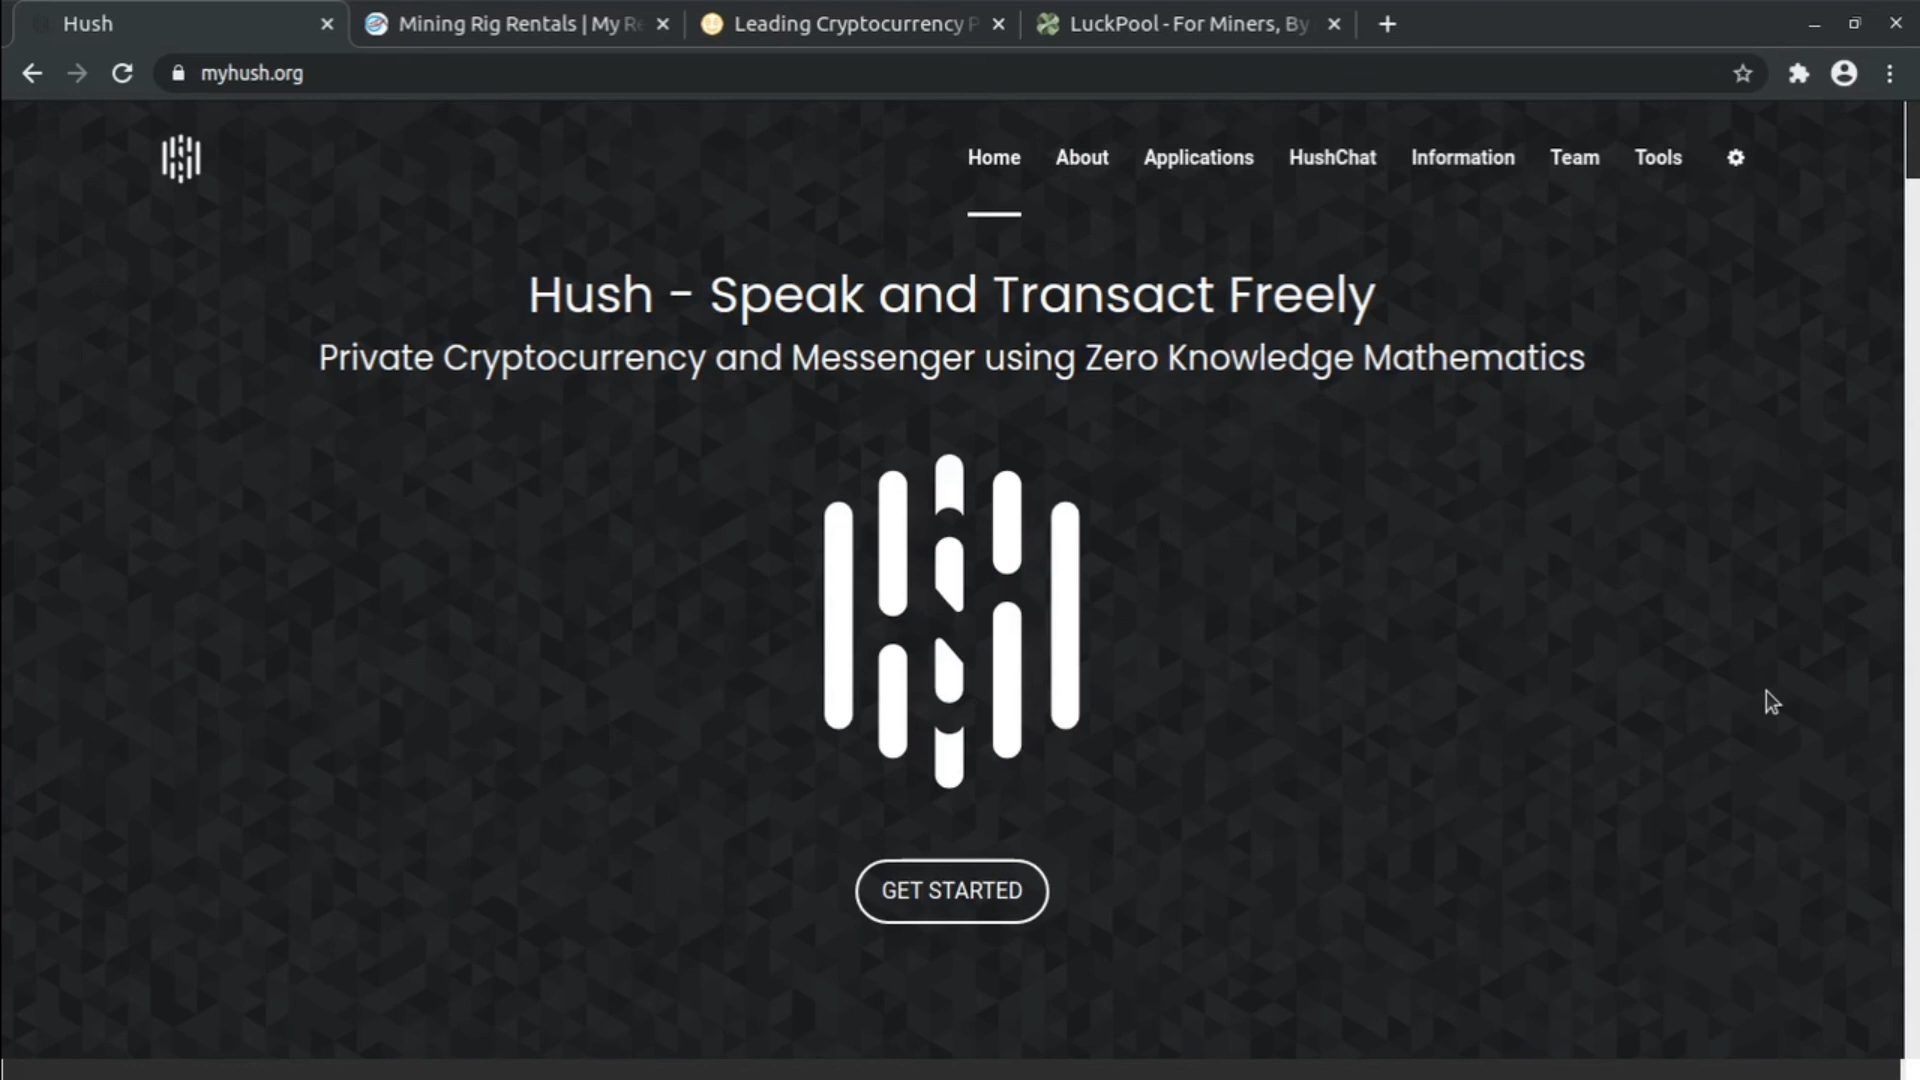 Hush
Mining Rig Rentals | My Re
Leading Cryptocurrency P
LuckPool - For Miners, By
myhush.org
Home About Applications HushChat Information Team Tools
Hush - Speak and Transact Freely
Private Cryptocurrency and Messenger using Zero Knowledge Mathematics
GET STARTED